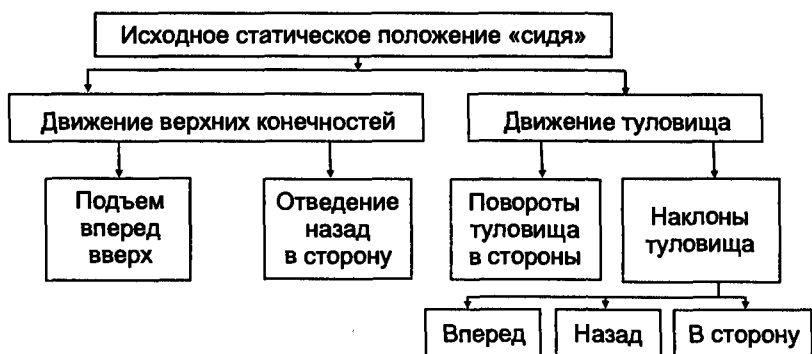 Исходное статическое положение «сидя»
Движение верхних конечностей
Движение туловища
Подъем
вперед
вверх
Отведение
назад
в сторону
Повороты
туловища
в стороны
Наклоны
туловища
Вперед
Назад
В сторону